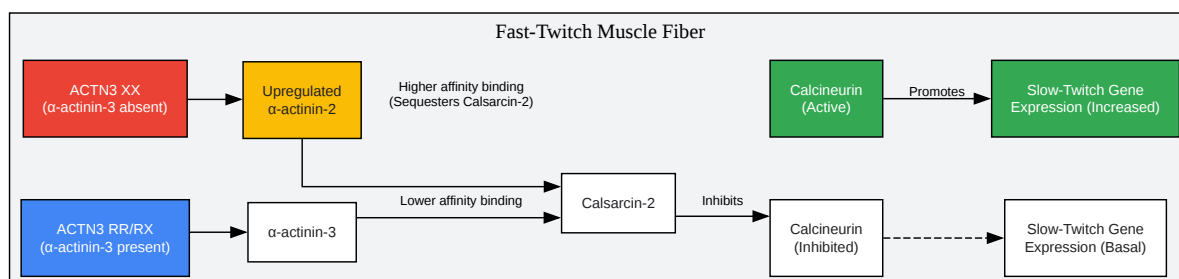 Fast-Twitch Muscle Fiber
ACTN3 XX
(α-actinin-3 absent)
Upregulated
α-actinin-2
Higher affinity binding
(Sequesters Calsarcin-2)
Calcineurin
(Active)
Promotes
Slow-Twitch Gene
Expression (Increased)
ACTN3 RR/RX
(α-actinin-3 present)
α-actinin-3
Lower affinity binding
Calsarcin-2
Inhibits
Calcineurin
(Inhibited)
Slow-Twitch Gene
Expression (Basal)